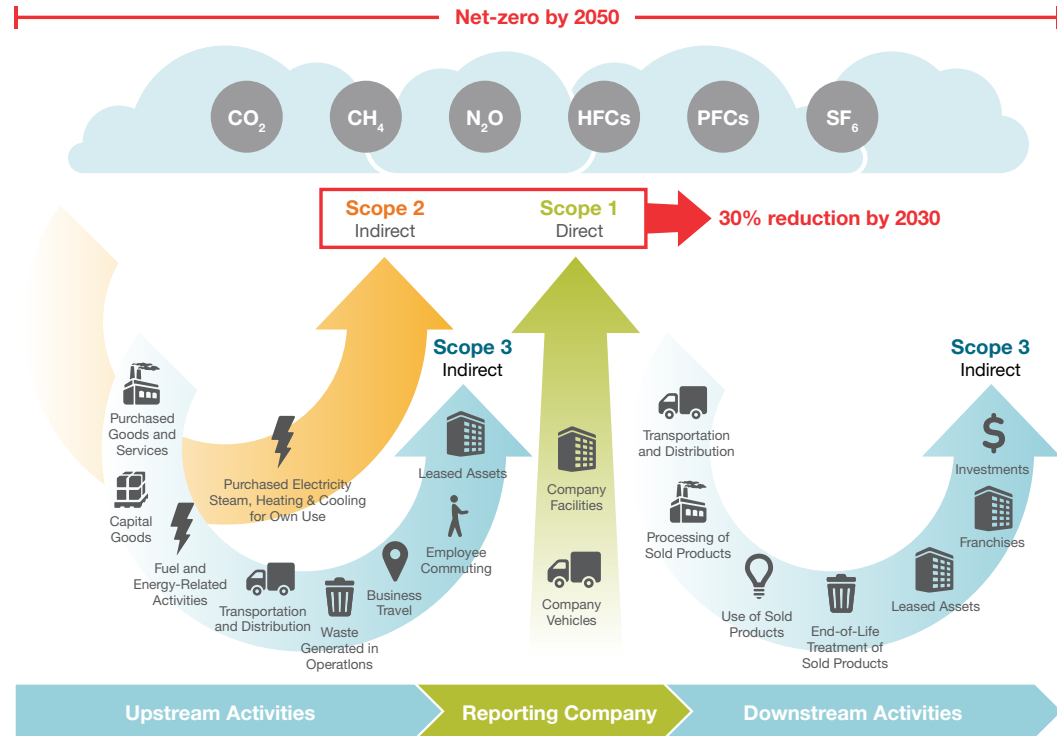 Net-zero by 2050
CO2
CH4
N2O
HFCs
PFCs
SF6
Scope 2
Indirect
Scope 1
Direct
30% reduction by 2030
Scope 3
Indirect
Scope 3
Indirect
Purchased
Goods and
Services
Capital
Goods
Fuel and
Energy-Related
Activities
Transportation
and Distribution
Waste
Generated in
Operations
Business
Travel
Employee
Commuting
Leased Assets
Purchased Electricity
Steam, Heating & Cooling
for Own Use
Company
Facilities
Company
Vehicles
Transportation
and Distribution
Processing of
Sold Products
Use of Sold
Products
End-of-Life
Treatment of
Sold Products
Leased Assets
Franchises
Investments
$
Upstream Activities
Reporting Company
Downstream Activities